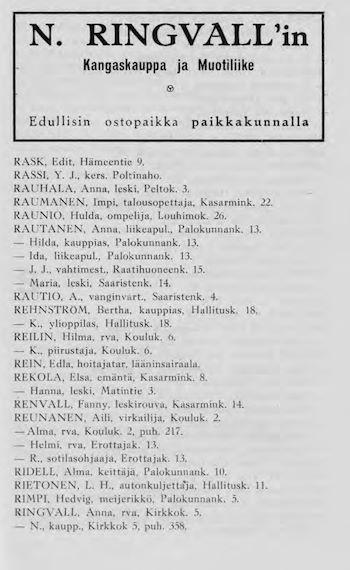 N. RINGVALL'in
Kangaskauppa ja Muotiliike
Edullisin ostopaikka paikkakunnalla
RASK, Edit, Hämeentie 9.
RASSI, Y. J., kers. Poltinaho.
RAUHALA, Anna, leski, Peltok. 3.
RAUMANEN, Impi, talousopettaja, Kasarmink. 22.
RAUNIO, Hulda, ompelija, Louhimok. 26.
RAUTANEN, Anna, liikeapul., Palokunnank. 13.
— Hilda, kauppias, Palokunnank. 13.
— Ida, liikeapul., Palokunnank. 13.
— J. J., vahtimest., Raatihuoneenk. 15.
— Maria, leski, Saaristenk. 14.
RAUTIO, A., vanginvart., Saaristenk. 4.
REHNSTRÖM, Bertha, kauppias, Hallitusk. 18.
— K., ylioppilas, Hallitusk. 18.
REILIN, Hilma, rva, Kouluk. 6.
— K., piirustaja, Kouluk. 6.
REIN, Edla, hoitajatar, lääninsairaala.
REKOLA, Elsa, emäntä, Kasarmink. 8.
— Hanna, leski, Matintie 3.
RENVALL, Fanny, leskirouva, Kasarmink. 14.
REUNANEN, Aili, virkailija, Kouluk. 2.
— Alma, rva, Kouluk. 2, puh. 217.
— Helmi, rva, Erottajak. 13.
— R., sotilasohjaaja, Erottajak. 13.
RIDELL, Alma, keittäjä, Palokunnank. 10.
RIETONEN, L. H., autonkuljettaja, Hallitusk. 11.
RIMPI, Hedvig, meijerikkö, Palokunnank. 5.
RINGVALL, Anna, rva, Kirkkok. 5.
— N., kaupp., Kirkkok 5, puh. 358.